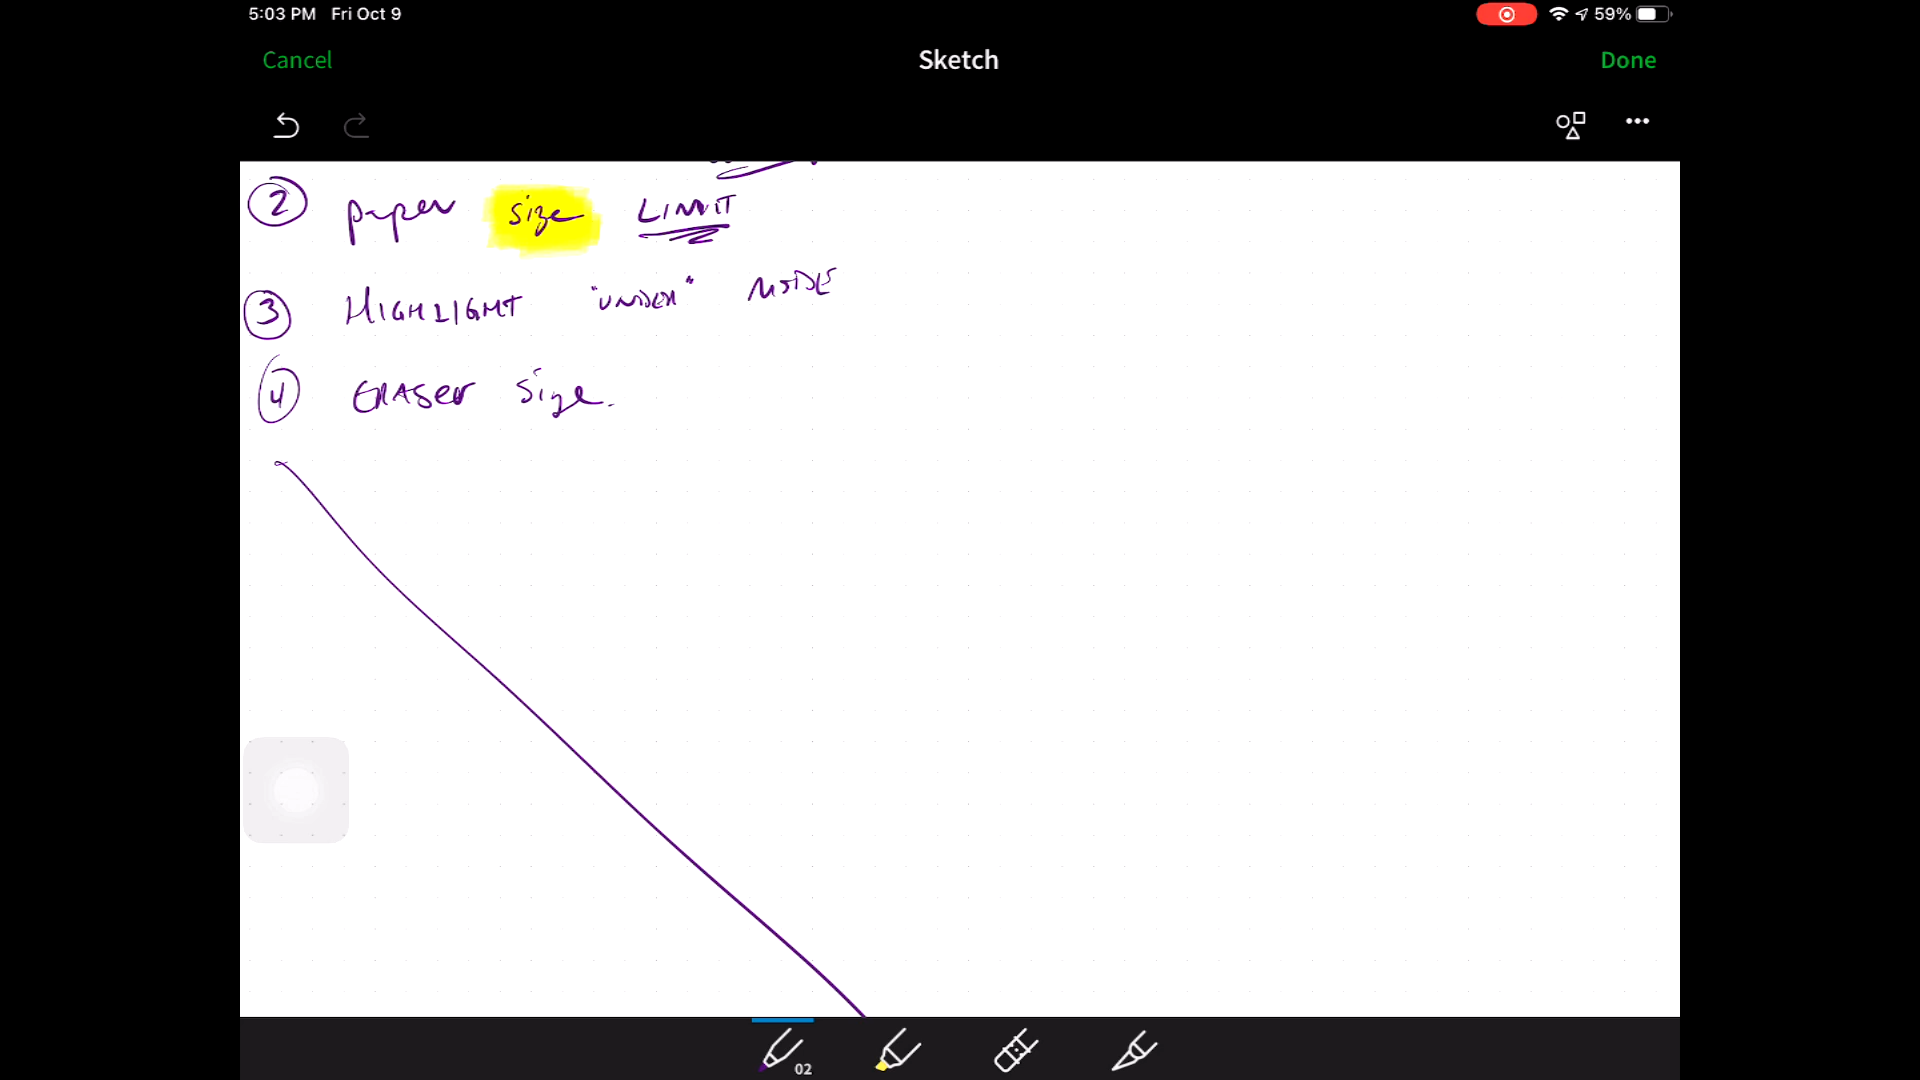 5:03 PM Fri Oct 9 59%
Cancel Sketch Done
2 paper size LIMIT
3 HIGHLIGHT "UNDER" MODE
4 ERASER Size.
02